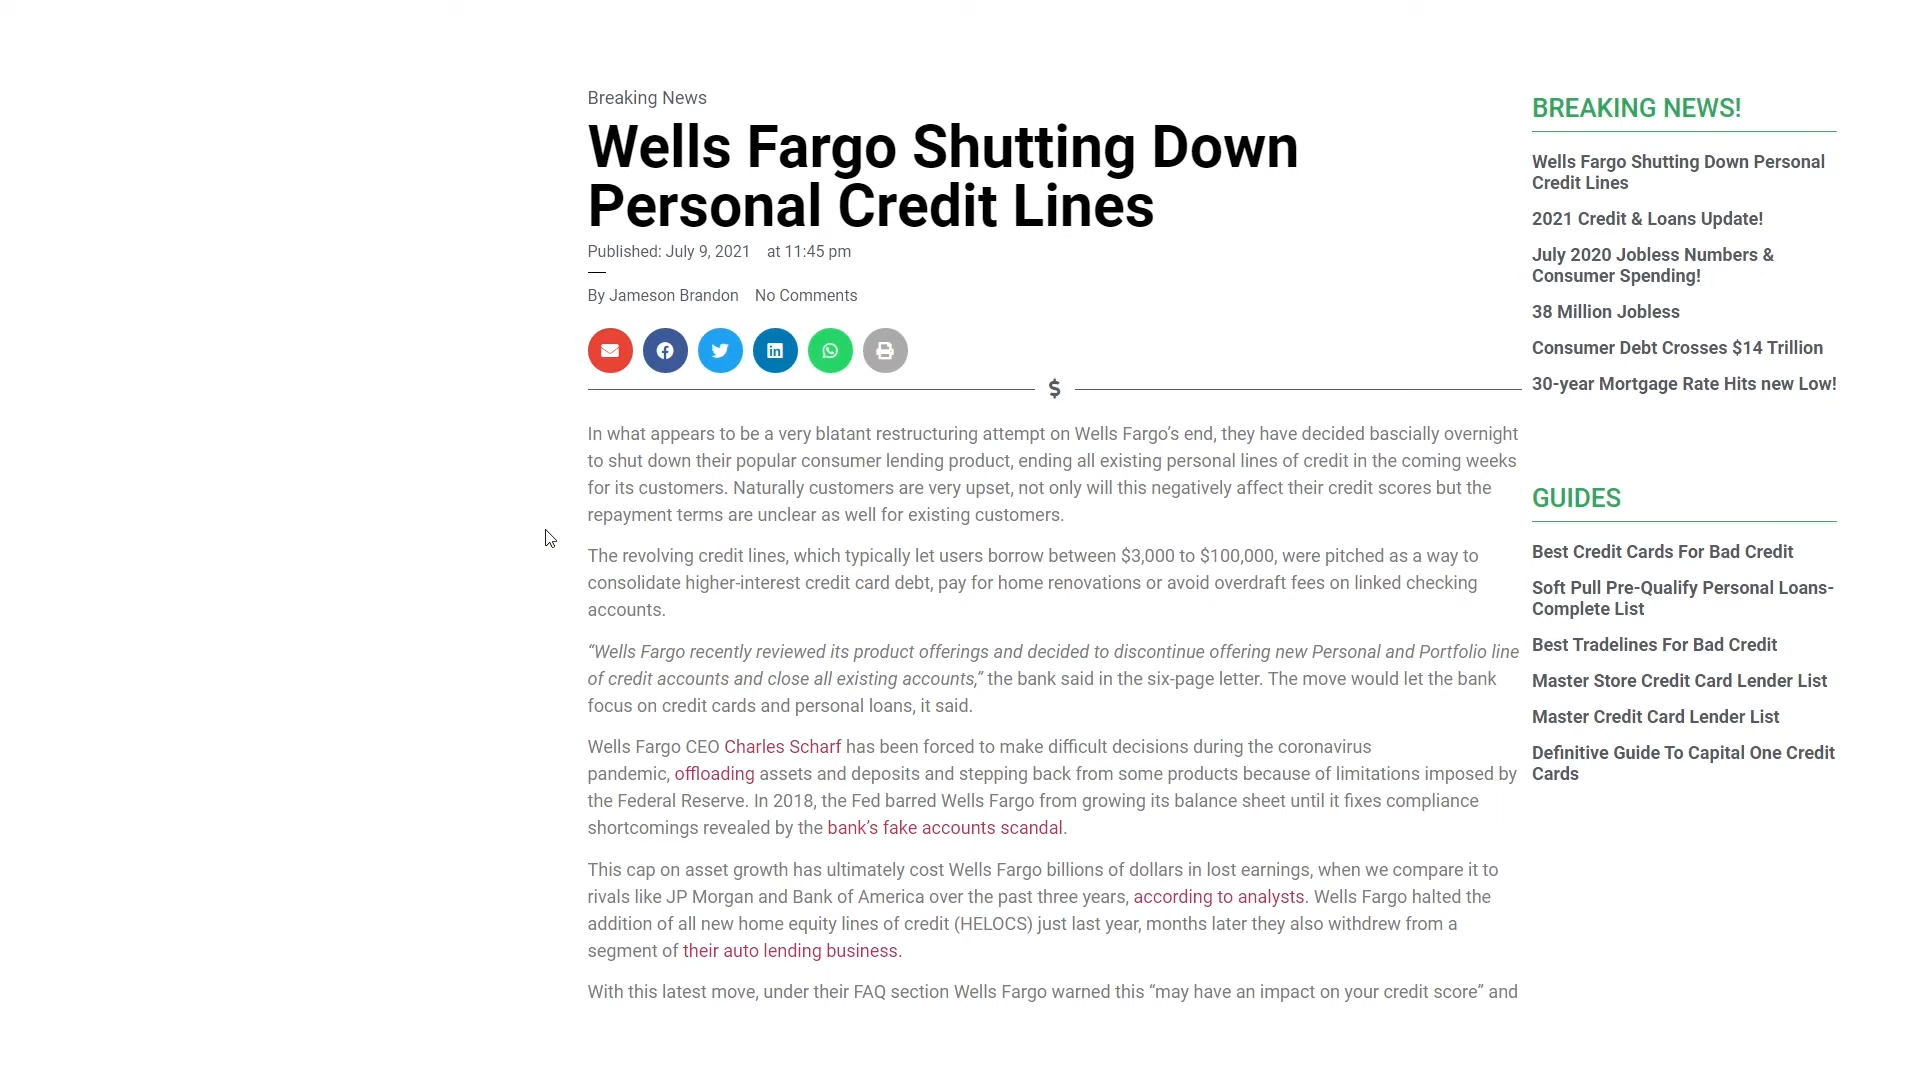 Breaking News
Wells Fargo Shutting Down
Personal Credit Lines
Published: July 9, 2021 at 11:45 pm
By Jameson Brandon No Comments
$
In what appears to be a very blatant restructuring attempt on Wells Fargo’s end, they have decided bascially overnight
to shut down their popular consumer lending product, ending all existing personal lines of credit in the coming weeks
for its customers. Naturally customers are very upset, not only will this negatively affect their credit scores but the
repayment terms are unclear as well for existing customers.
The revolving credit lines, which typically let users borrow between $3,000 to $100,000, were pitched as a way to
consolidate higher-interest credit card debt, pay for home renovations or avoid overdraft fees on linked checking
accounts.
“Wells Fargo recently reviewed its product offerings and decided to discontinue offering new Personal and Portfolio line
of credit accounts and close all existing accounts,” the bank said in the six-page letter. The move would let the bank
focus on credit cards and personal loans, it said.
Wells Fargo CEO Charles Scharf has been forced to make difficult decisions during the coronavirus
pandemic, offloading assets and deposits and stepping back from some products because of limitations imposed by
the Federal Reserve. In 2018, the Fed barred Wells Fargo from growing its balance sheet until it fixes compliance
shortcomings revealed by the bank’s fake accounts scandal.
This cap on asset growth has ultimately cost Wells Fargo billions of dollars in lost earnings, when we compare it to
rivals like JP Morgan and Bank of America over the past three years, according to analysts. Wells Fargo halted the
addition of all new home equity lines of credit (HELOCS) just last year, months later they also withdrew from a
segment of their auto lending business.
With this latest move, under their FAQ section Wells Fargo warned this “may have an impact on your credit score” and
BREAKING NEWS!
Wells Fargo Shutting Down Personal
Credit Lines
2021 Credit & Loans Update!
July 2020 Jobless Numbers &
Consumer Spending!
38 Million Jobless
Consumer Debt Crosses $14 Trillion
30-year Mortgage Rate Hits new Low!
GUIDES
Best Credit Cards For Bad Credit
Soft Pull Pre-Qualify Personal Loans-
Complete List
Best Tradelines For Bad Credit
Master Store Credit Card Lender List
Master Credit Card Lender List
Definitive Guide To Capital One Credit
Cards